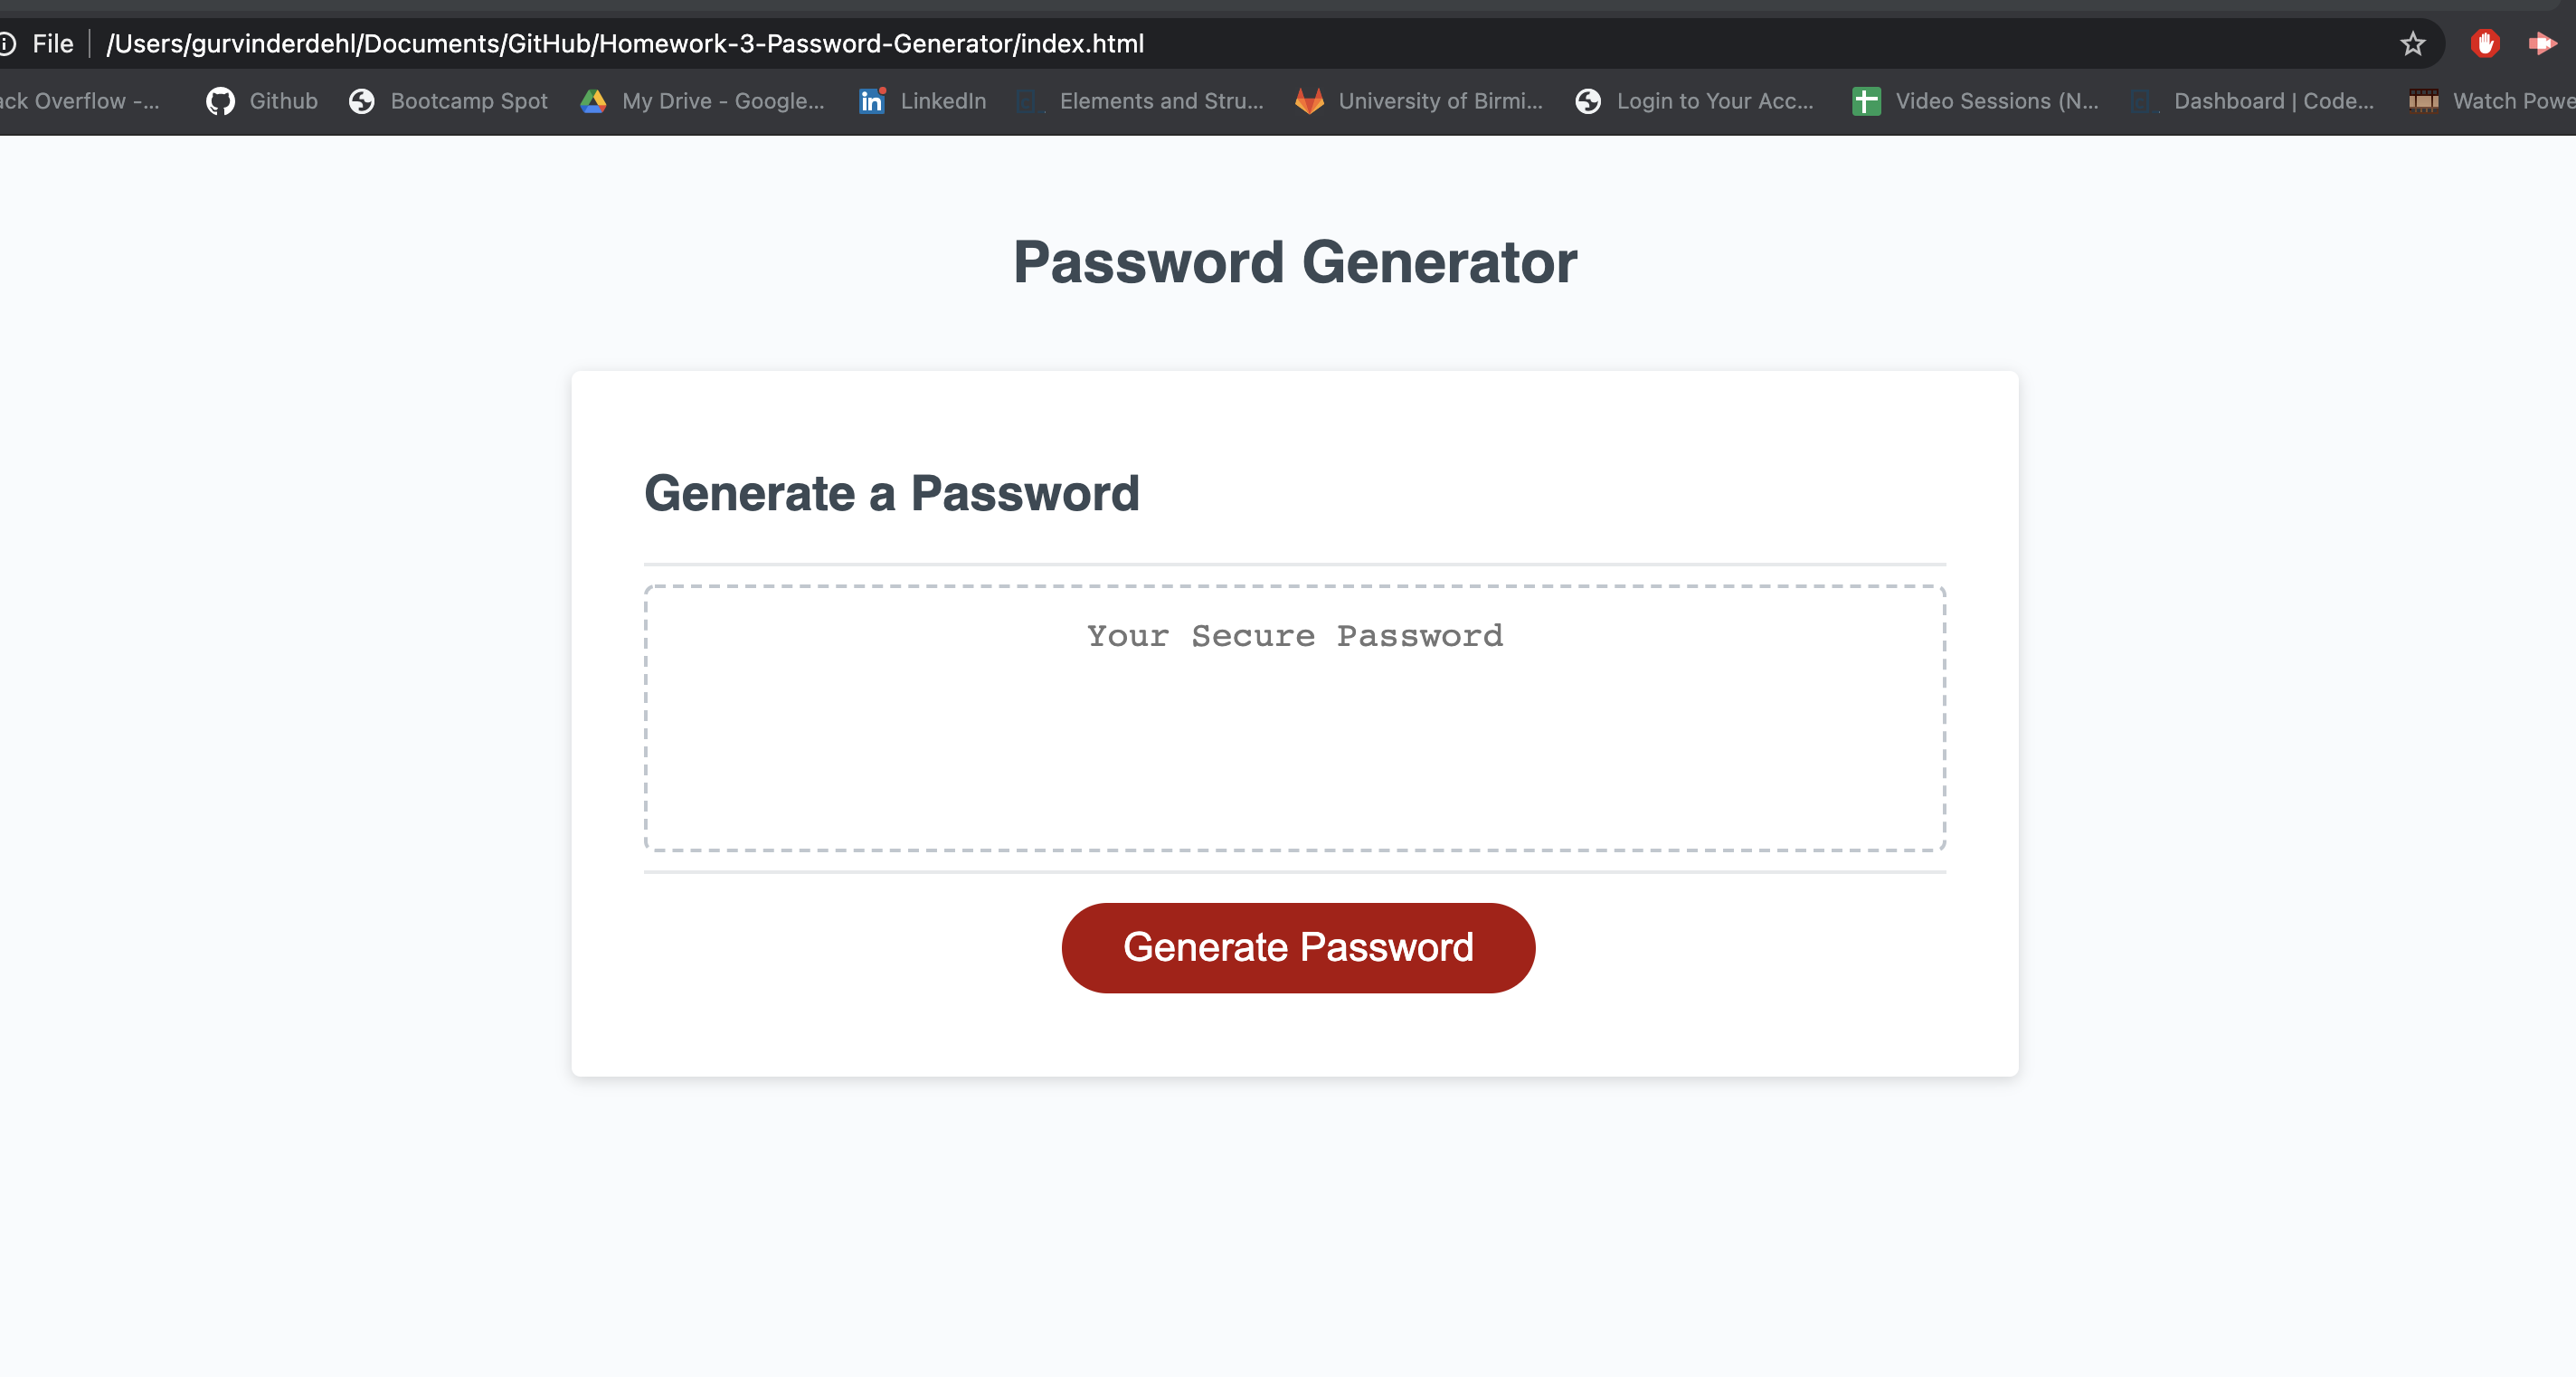 File /Users/gurvinderdehl/Documents/GitHub/Homework-3-Password-Generator/index.html
ack Overflow -... Github Bootcamp Spot My Drive - Google... LinkedIn Elements and Stru... University of Birmi... Login to Your Acc... Video Sessions (N... Dashboard | Code... Watch Powe
Password Generator
Generate a Password
Your Secure Password
Generate Password